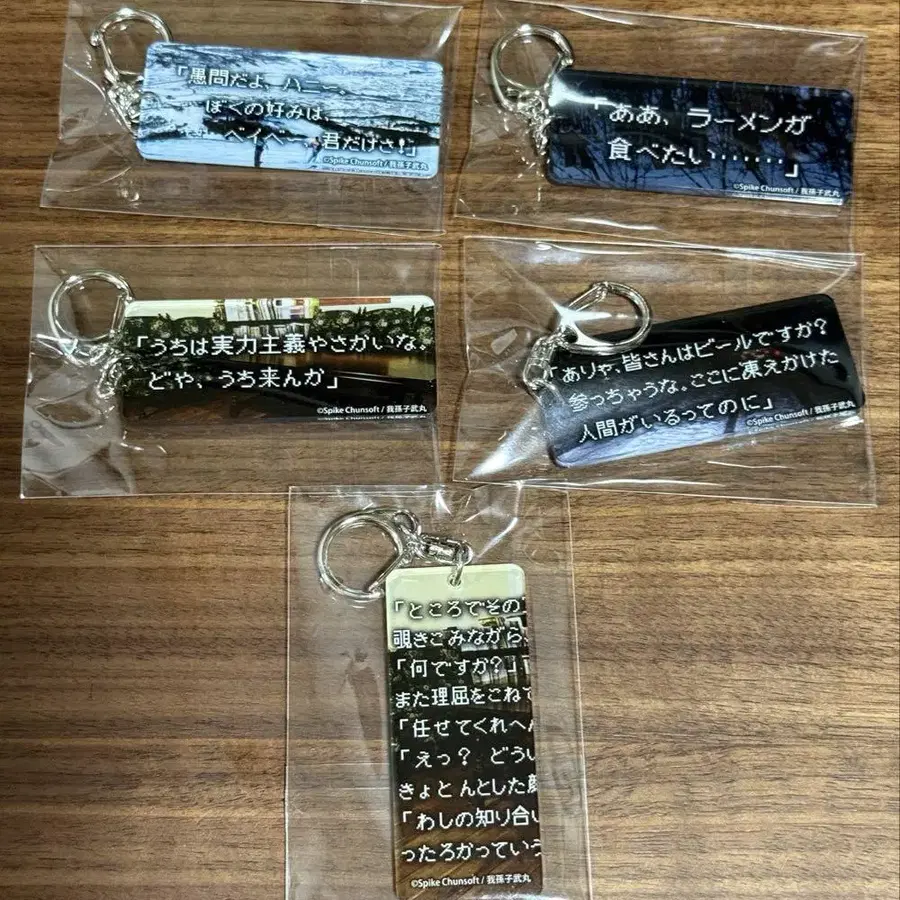 「愚問だよ、ハニー。
ぼくの好みは、
ベイベー、君だけさ!」
©Spike Chunsoft / 我孫子武丸
「ああ、ラーメンが
食べたい……」
©Spike Chunsoft / 我孫子武丸
「うちは実力主義やさかいな。
どや、うち来んか」
©Spike Chunsoft / 我孫子武丸
「ありゃ、皆さんはビールですか?
参っちゃうな。ここに凍えかけた
人間がいるってのに」
©Spike Chunsoft / 我孫子武丸
「ところでその
覗きこみながら、
「何ですか?」
また理屈をこねて
「任せてくれへん
「えっ? どうい
きょとんとした顔
「わしの知り合い
ったろかっていう
©Spike Chunsoft / 我孫子武丸